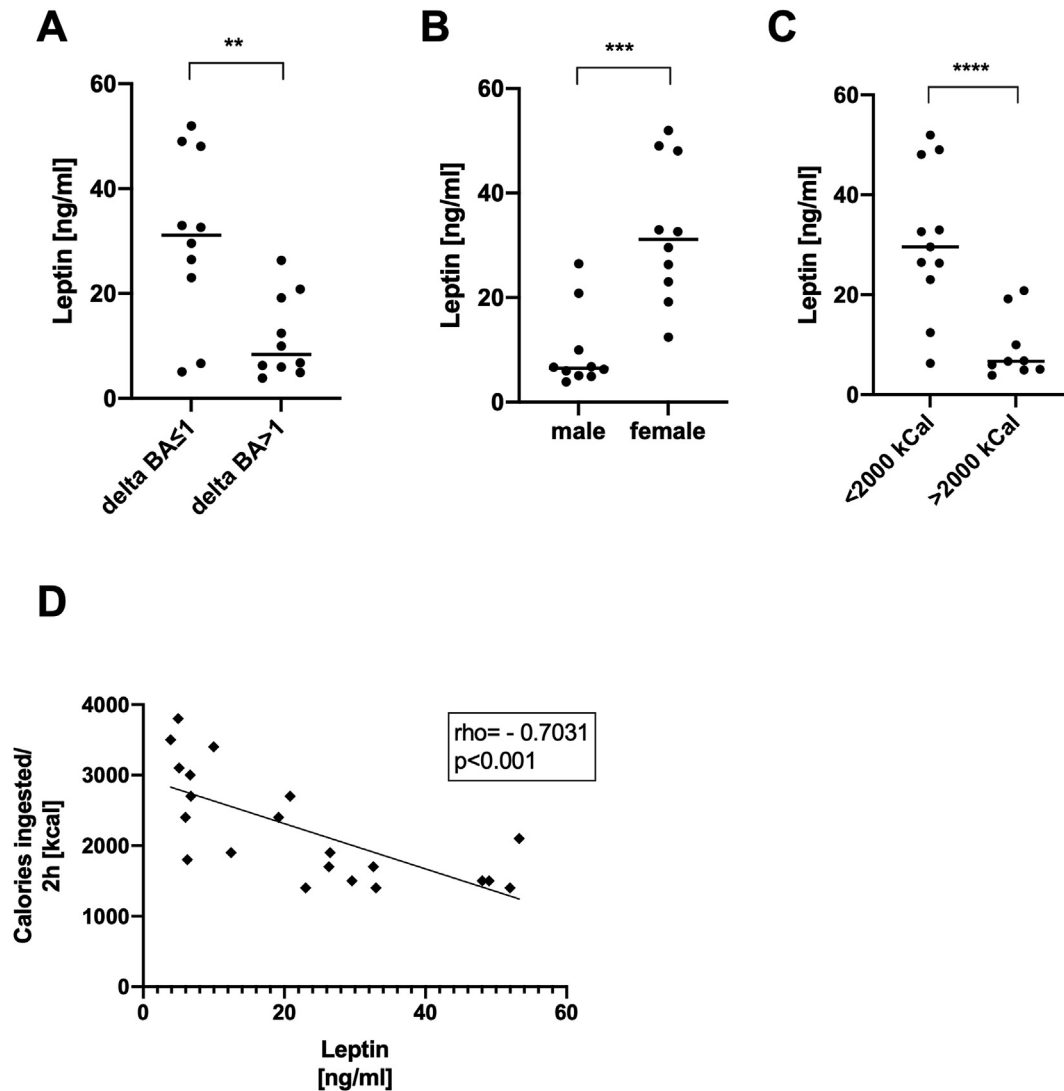 A
**
60
40
20
0
Leptin [ng/ml]
delta BA≤1
delta BA>1
B
***
60
40
20
0
Leptin [ng/ml]
male
female
C
****
60
40
20
0
Leptin [ng/ml]
<2000 kCal
>2000 kCal
D
4000
3000
2000
1000
0
Calories ingested/
2h [kcal]
rho= - 0.7031
p<0.001
0
20
40
60
Leptin
[ng/ml]